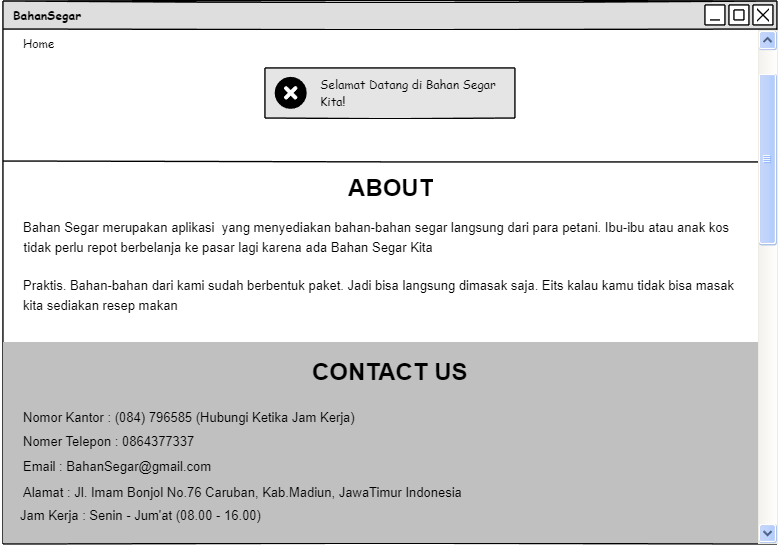 BahanSegar
Home
Selamat Datang di Bahan Segar
Kita!
ABOUT
Bahan Segar merupakan aplikasi  yang menyediakan bahan-bahan segar langsung dari para petani. Ibu-ibu atau anak kos
tidak perlu repot berbelanja ke pasar lagi karena ada Bahan Segar Kita
Praktis. Bahan-bahan dari kami sudah berbentuk paket. Jadi bisa langsung dimasak saja. Eits kalau kamu tidak bisa masak
kita sediakan resep makan
CONTACT US
Nomor Kantor : (084) 796585 (Hubungi Ketika Jam Kerja)
Nomer Telepon : 0864377337
Email : BahanSegar@gmail.com
Alamat : Jl. Imam Bonjol No.76 Caruban, Kab.Madiun, JawaTimur Indonesia
Jam Kerja : Senin - Jum'at (08.00 - 16.00)